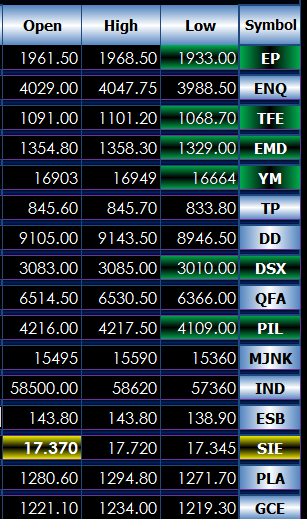 Open High Low Symbol
1961.50 1968.50 1933.00 EP
4029.00 4047.75 3988.50 ENQ
1091.00 1101.20 1068.70 TFE
1354.80 1358.30 1329.00 EMD
16903 16949 16664 YM
845.60 845.70 833.80 TP
9105.00 9143.50 8946.50 DD
3083.00 3085.00 3010.00 DSX
6514.50 6530.50 6366.00 QFA
4216.00 4217.50 4109.00 PIL
15495 15590 15360 MJNK
58500.00 58620 57360 IND
143.80 143.80 138.90 ESB
17.370 17.720 17.345 SIE
1280.60 1294.80 1271.70 PLA
1221.10 1234.00 1219.30 GCE